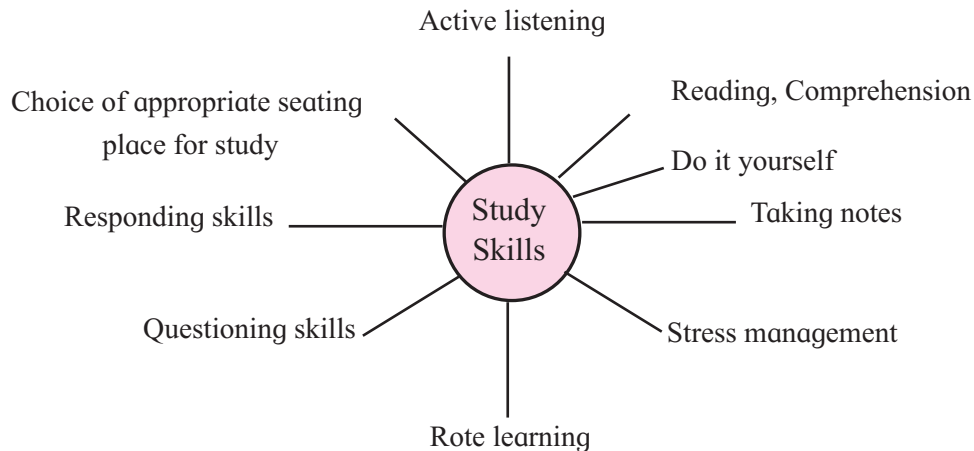 Active listening
Choice of appropriate seating
place for study
Reading, Comprehension
Do it yourself
Responding skills
Study
Skills
Taking notes
Questioning skills
Stress management
Rote learning